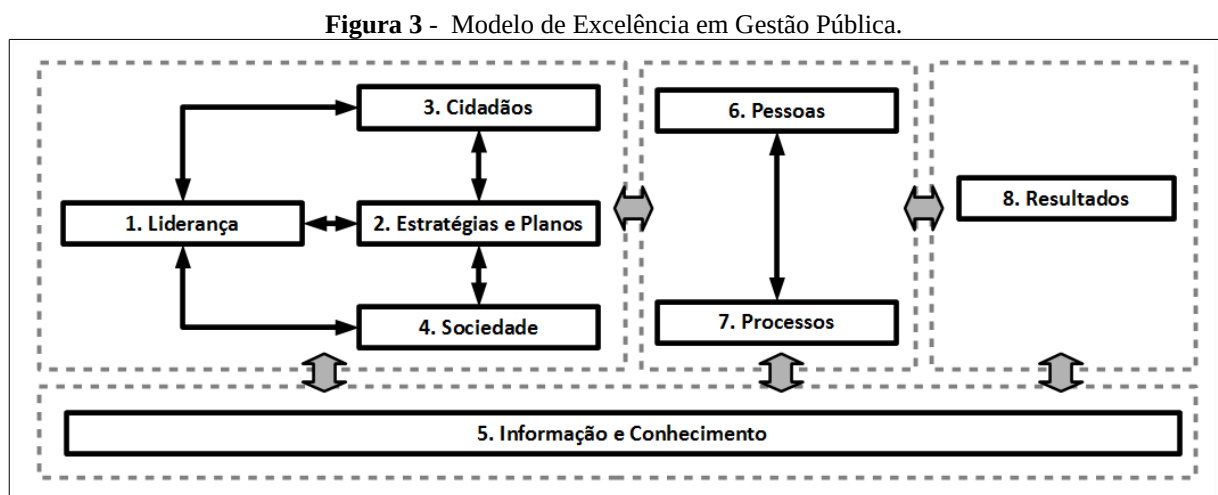 Figura 3 - Modelo de Excelência em Gestão Pública.
3. Cidadãos
6. Pessoas
1. Liderança
2. Estratégias e Planos
8. Resultados
4. Sociedade
7. Processos
5. Informação e Conhecimento